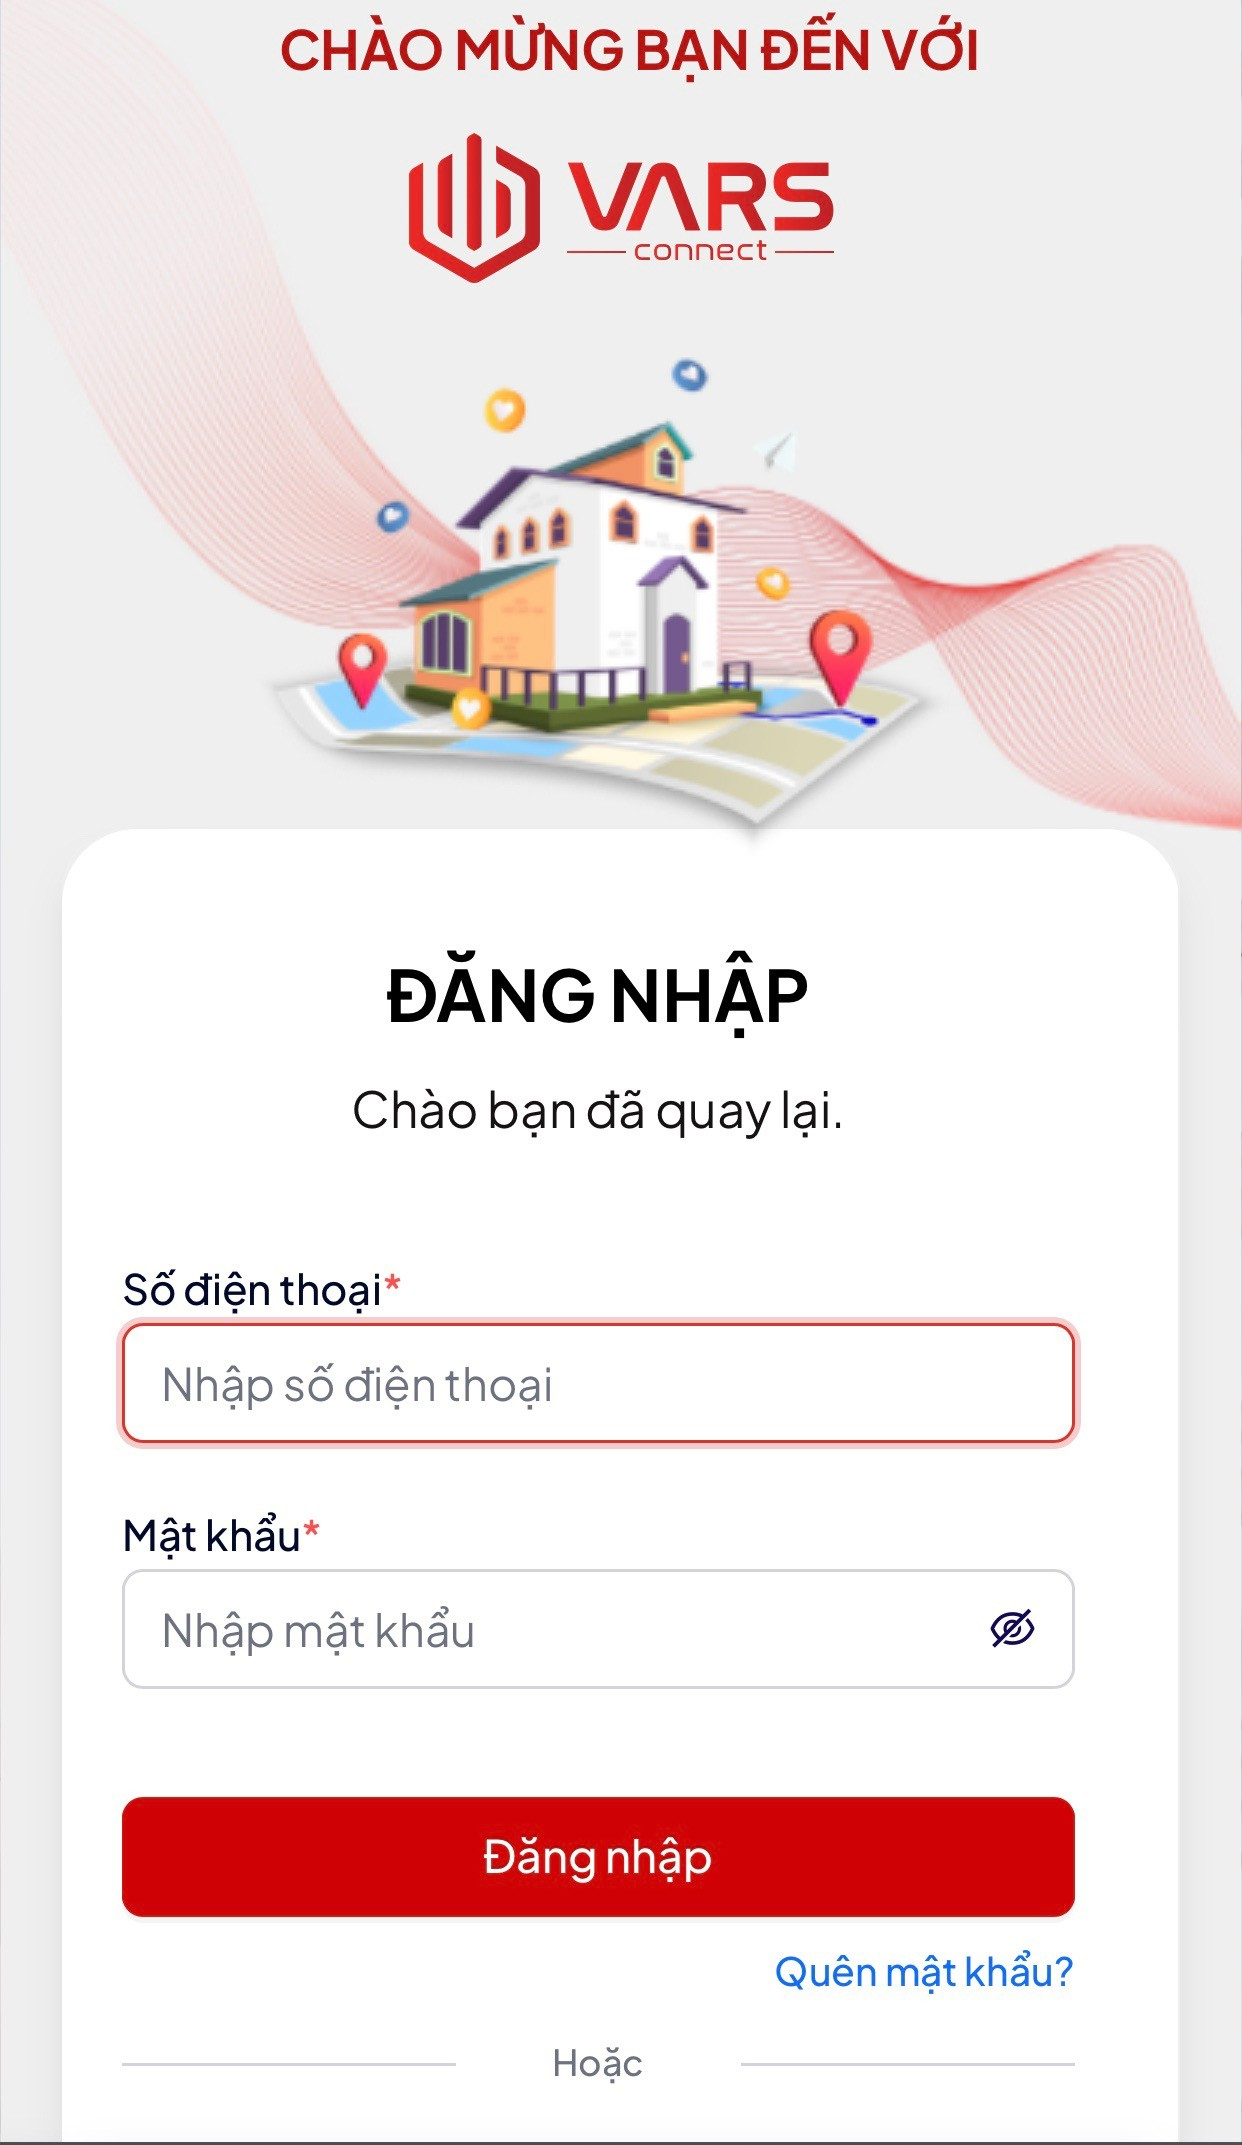 CHÀO MỪNG BẠN ĐẾN VỚI
VARS
connect
ĐĂNG NHẬP
Chào bạn đã quay lại.
Số điện thoại*
Nhập số điện thoại
Mật khẩu*
Nhập mật khẩu
Đăng nhập
Quên mật khẩu?
Hoặc